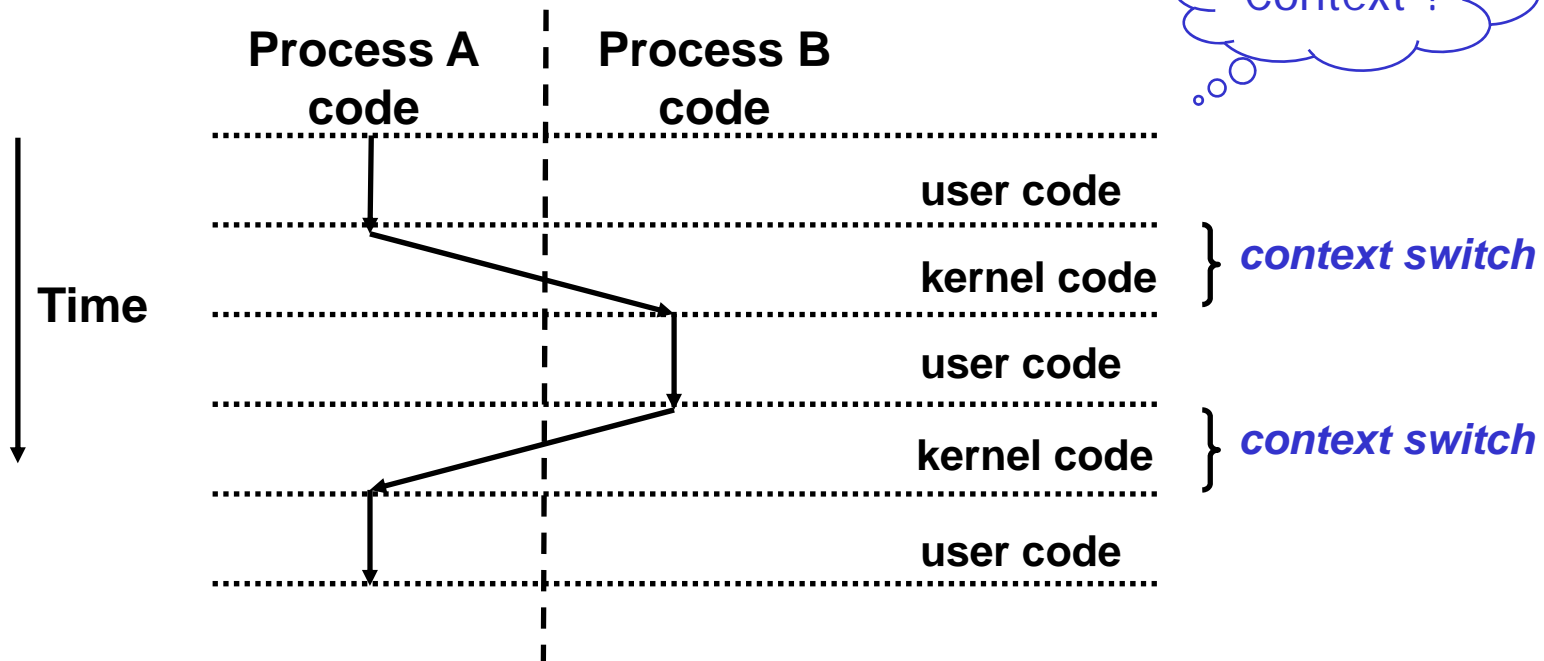 context ?
Process A
code
Process B
code
user code
context switch
kernel code
Time
user code
context switch
kernel code
user code